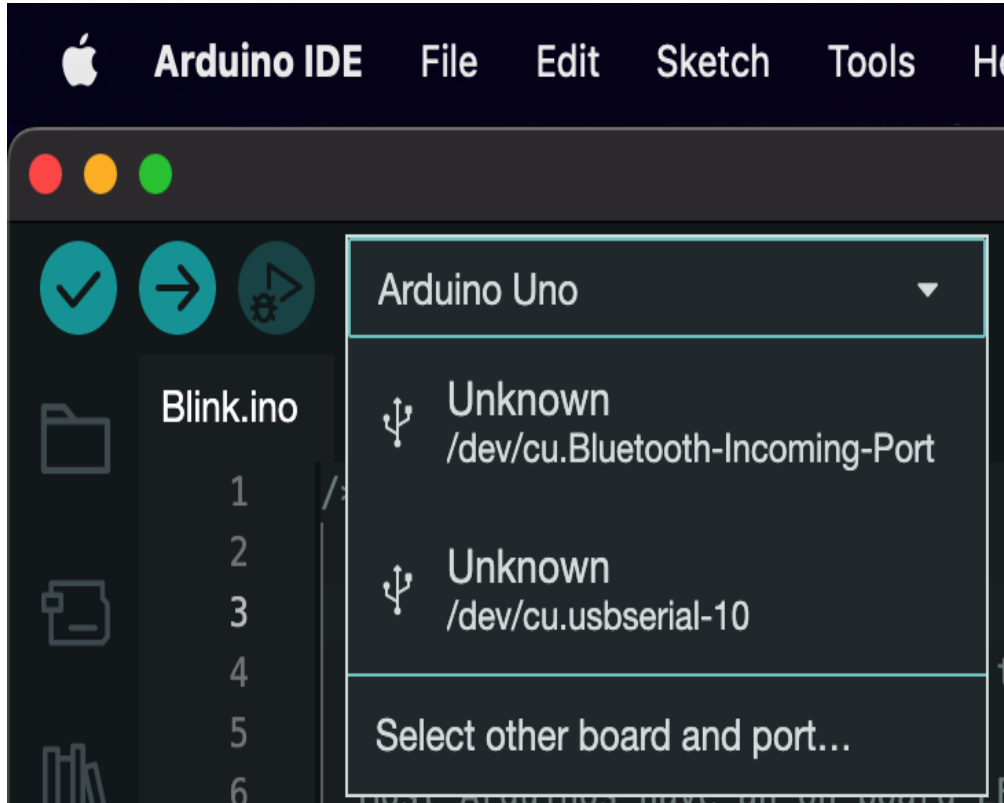 Arduino IDE File Edit Sketch Tools
Arduino Uno
Blink.ino
Unknown
/dev/cu.Bluetooth-Incoming-Port
1
2
Unknown
3
/dev/cu.usbserial-10
4
5
Select other board and port...
6